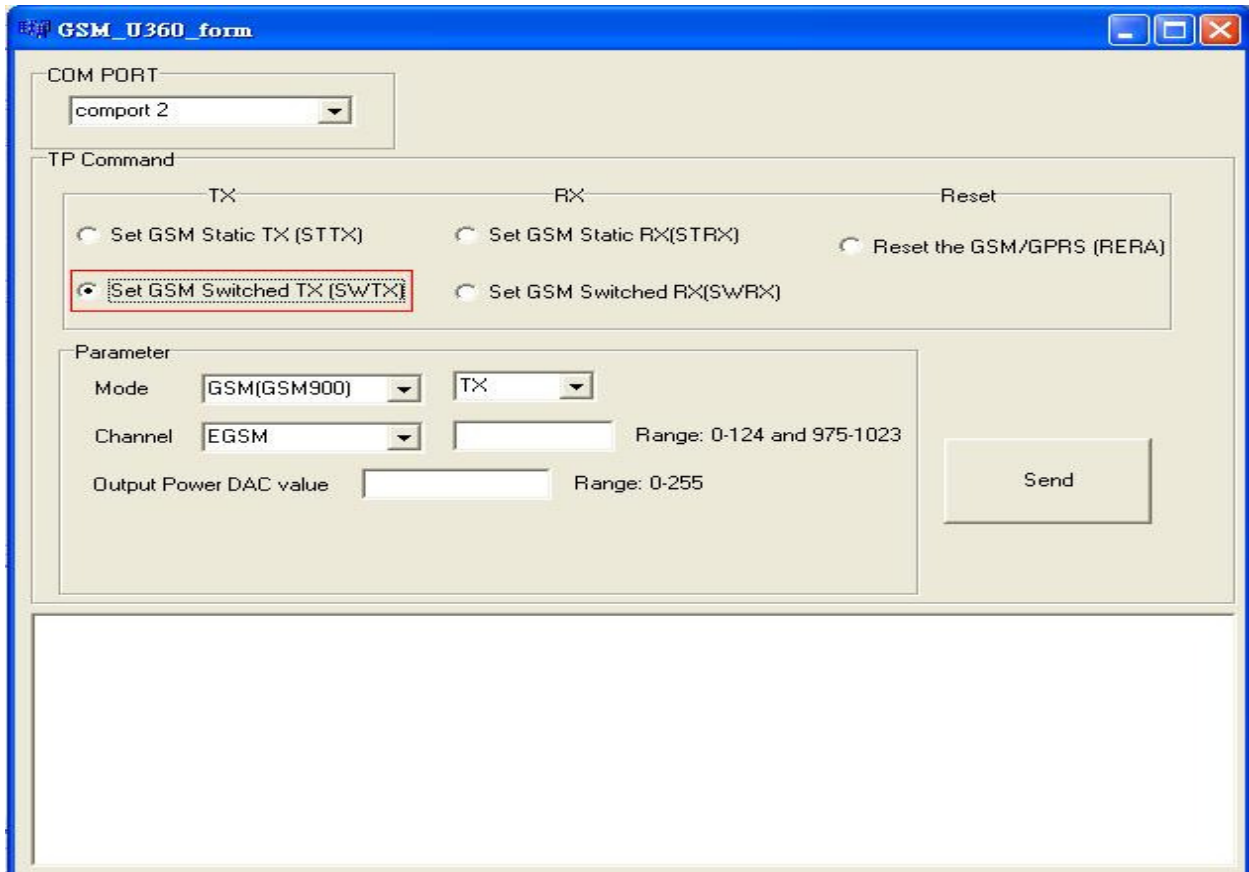 GSM_U360_form
COM PORT
comport 2
TP Command
TX RX Reset
Set GSM Static TX (STTX) Set GSM Static RX(STRX) Reset the GSM/GPRS (RERA)
Set GSM Switched TX (SWTX) Set GSM Switched RX(SWRX)
Parameter
Mode GSM(GSM900) TX
Channel EGSM Range: 0-124 and 975-1023
Output Power DAC value Range: 0-255
Send